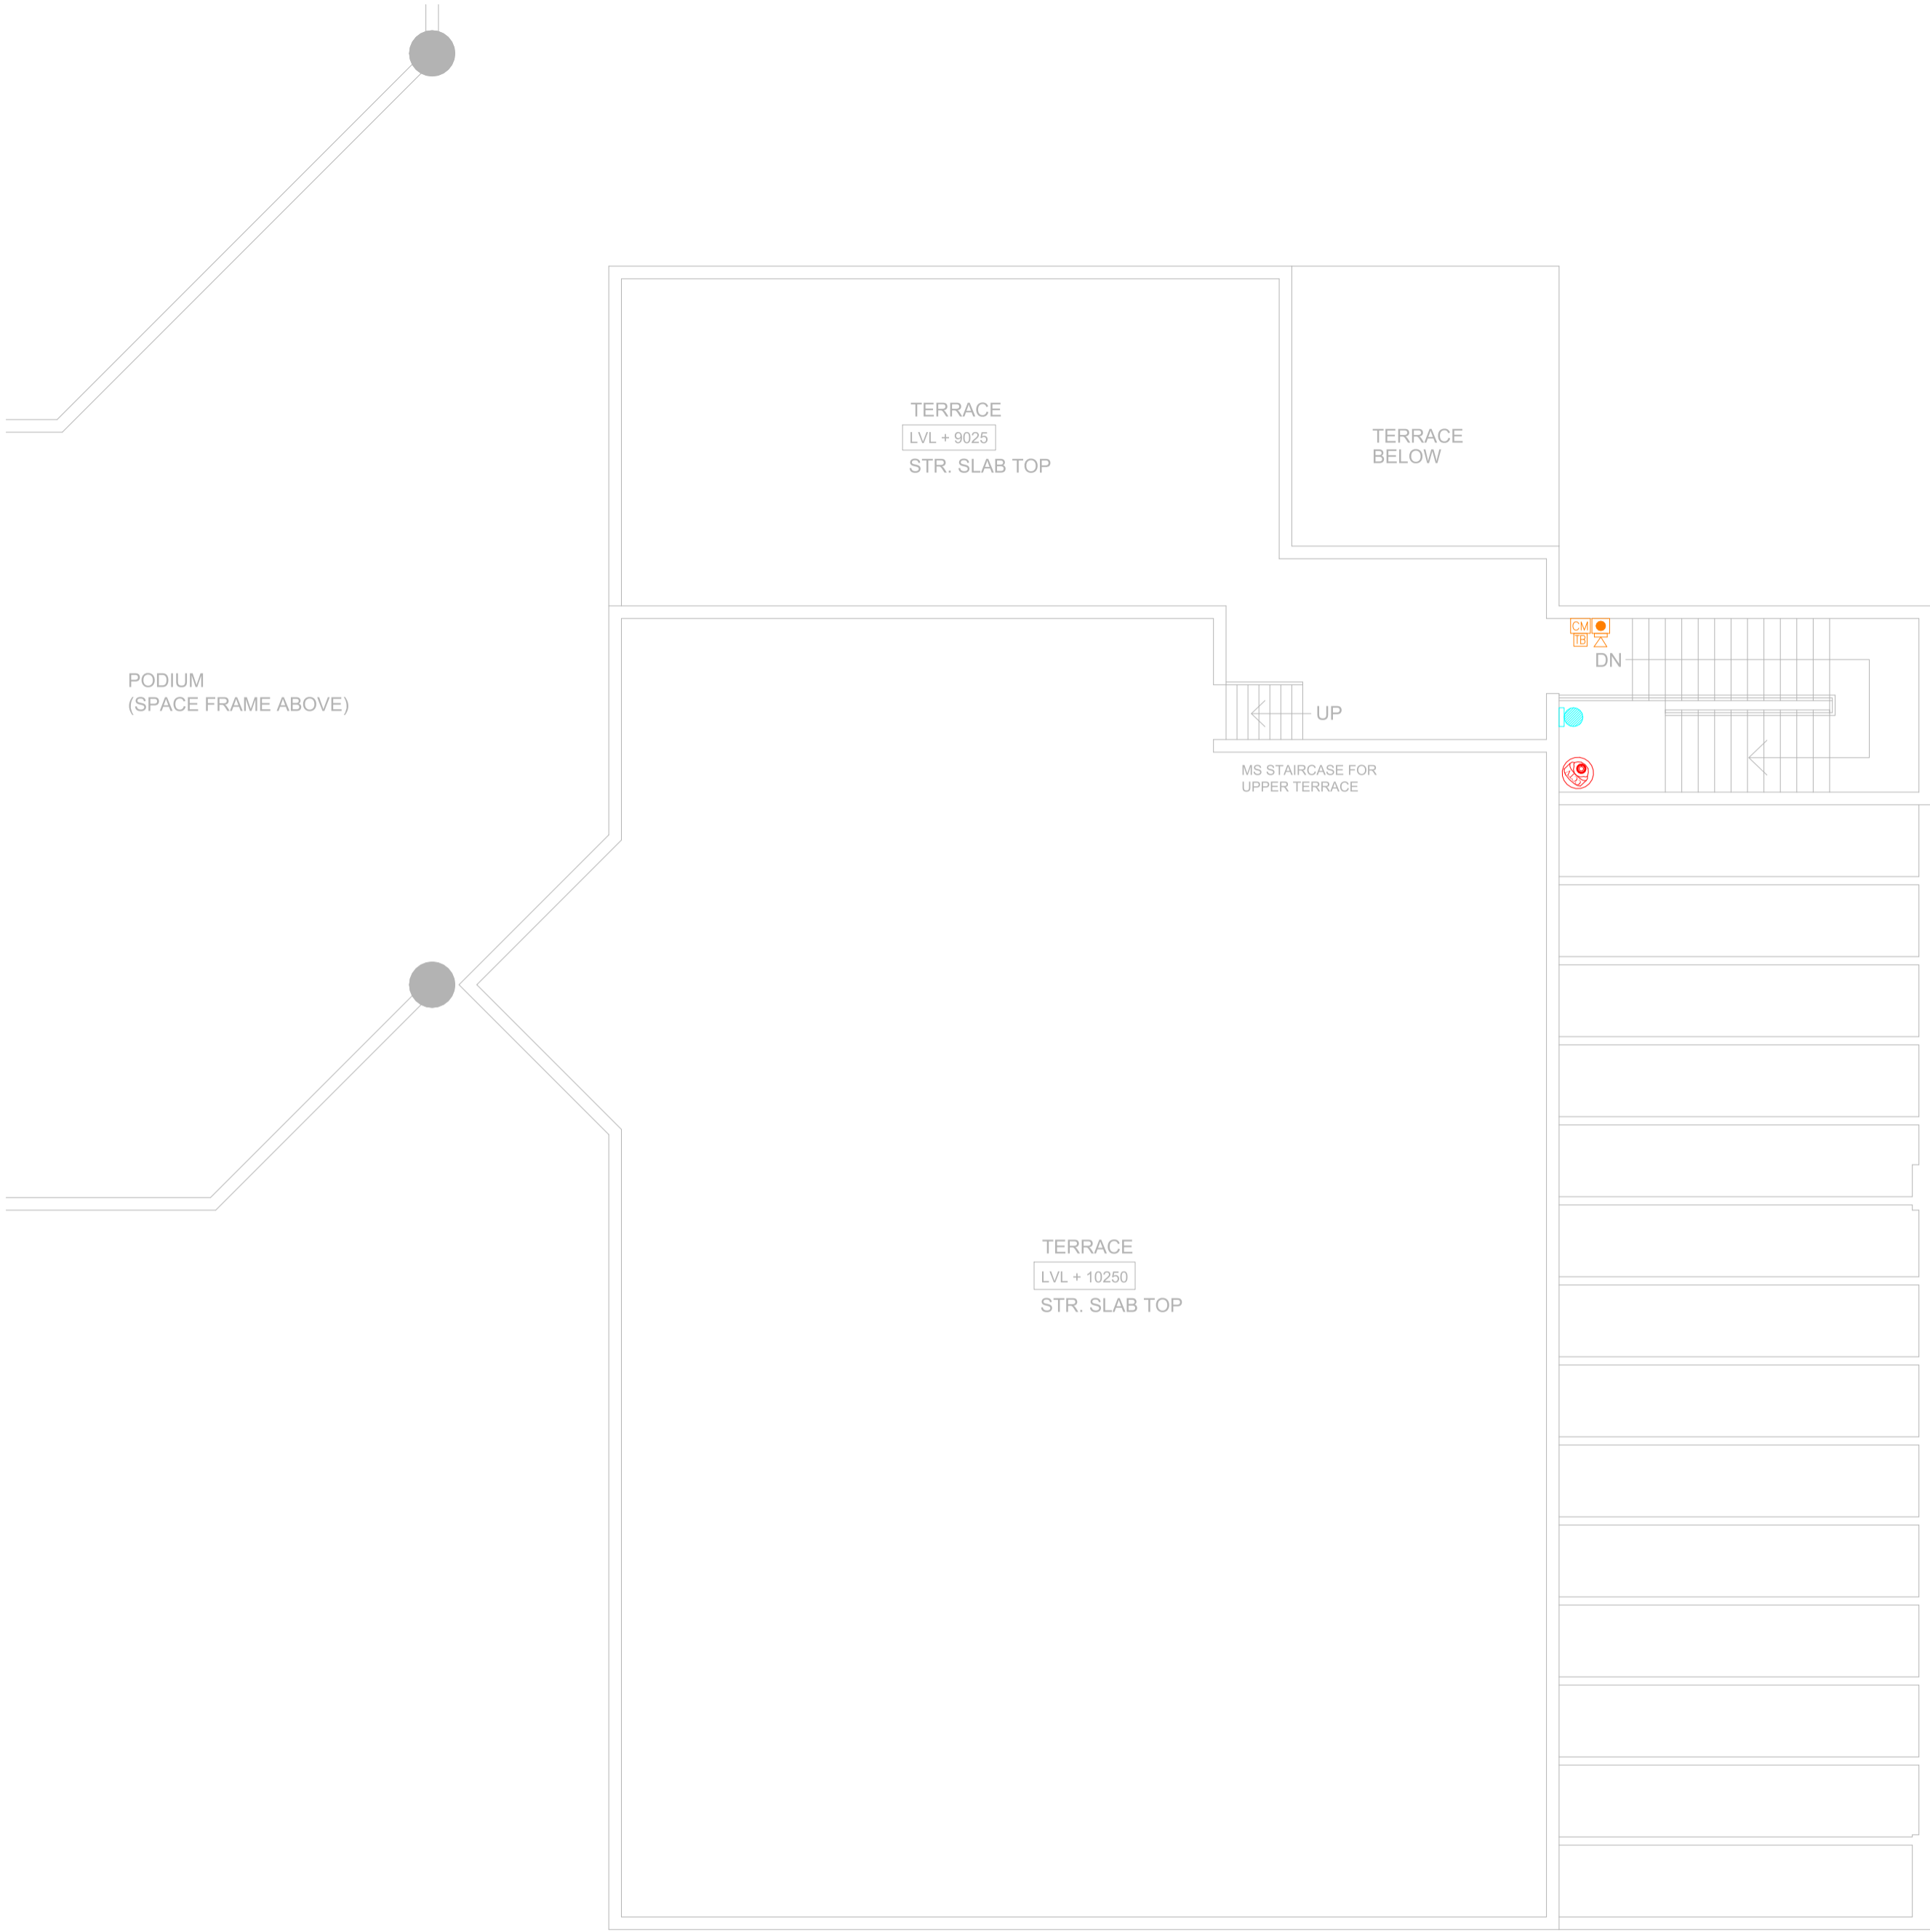 TERRACE
LVL + 9025
STR. SLAB TOP
TERRACE
BELOW
CM
TB
DN
PODIUM
(SPACE FRAME ABOVE)
UP
MS STAIRCASE FOR
UPPER TERRACE
TERRACE
LVL + 10250
STR. SLAB TOP